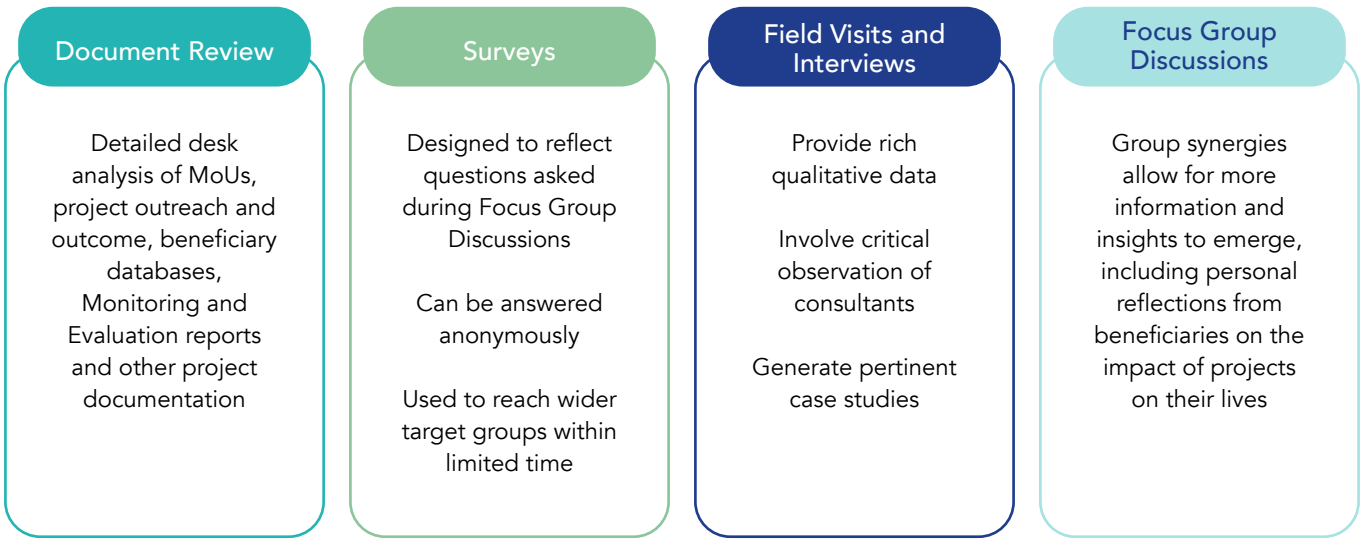 Document Review
Detailed desk
analysis of MoUs,
project outreach and
outcome, beneficiary
databases,
Monitoring and
Evaluation reports
and other project
documentation
Surveys
Designed to reflect
questions asked
during Focus Group
Discussions
Can be answered
anonymously
Used to reach wider
target groups within
limited time
Field Visits and
Interviews
Provide rich
qualitative data
Involve critical
observation of
consultants
Generate pertinent
case studies
Focus Group
Discussions
Group synergies
allow for more
information and
insights to emerge,
including personal
reflections from
beneficiaries on the
impact of projects
on their lives